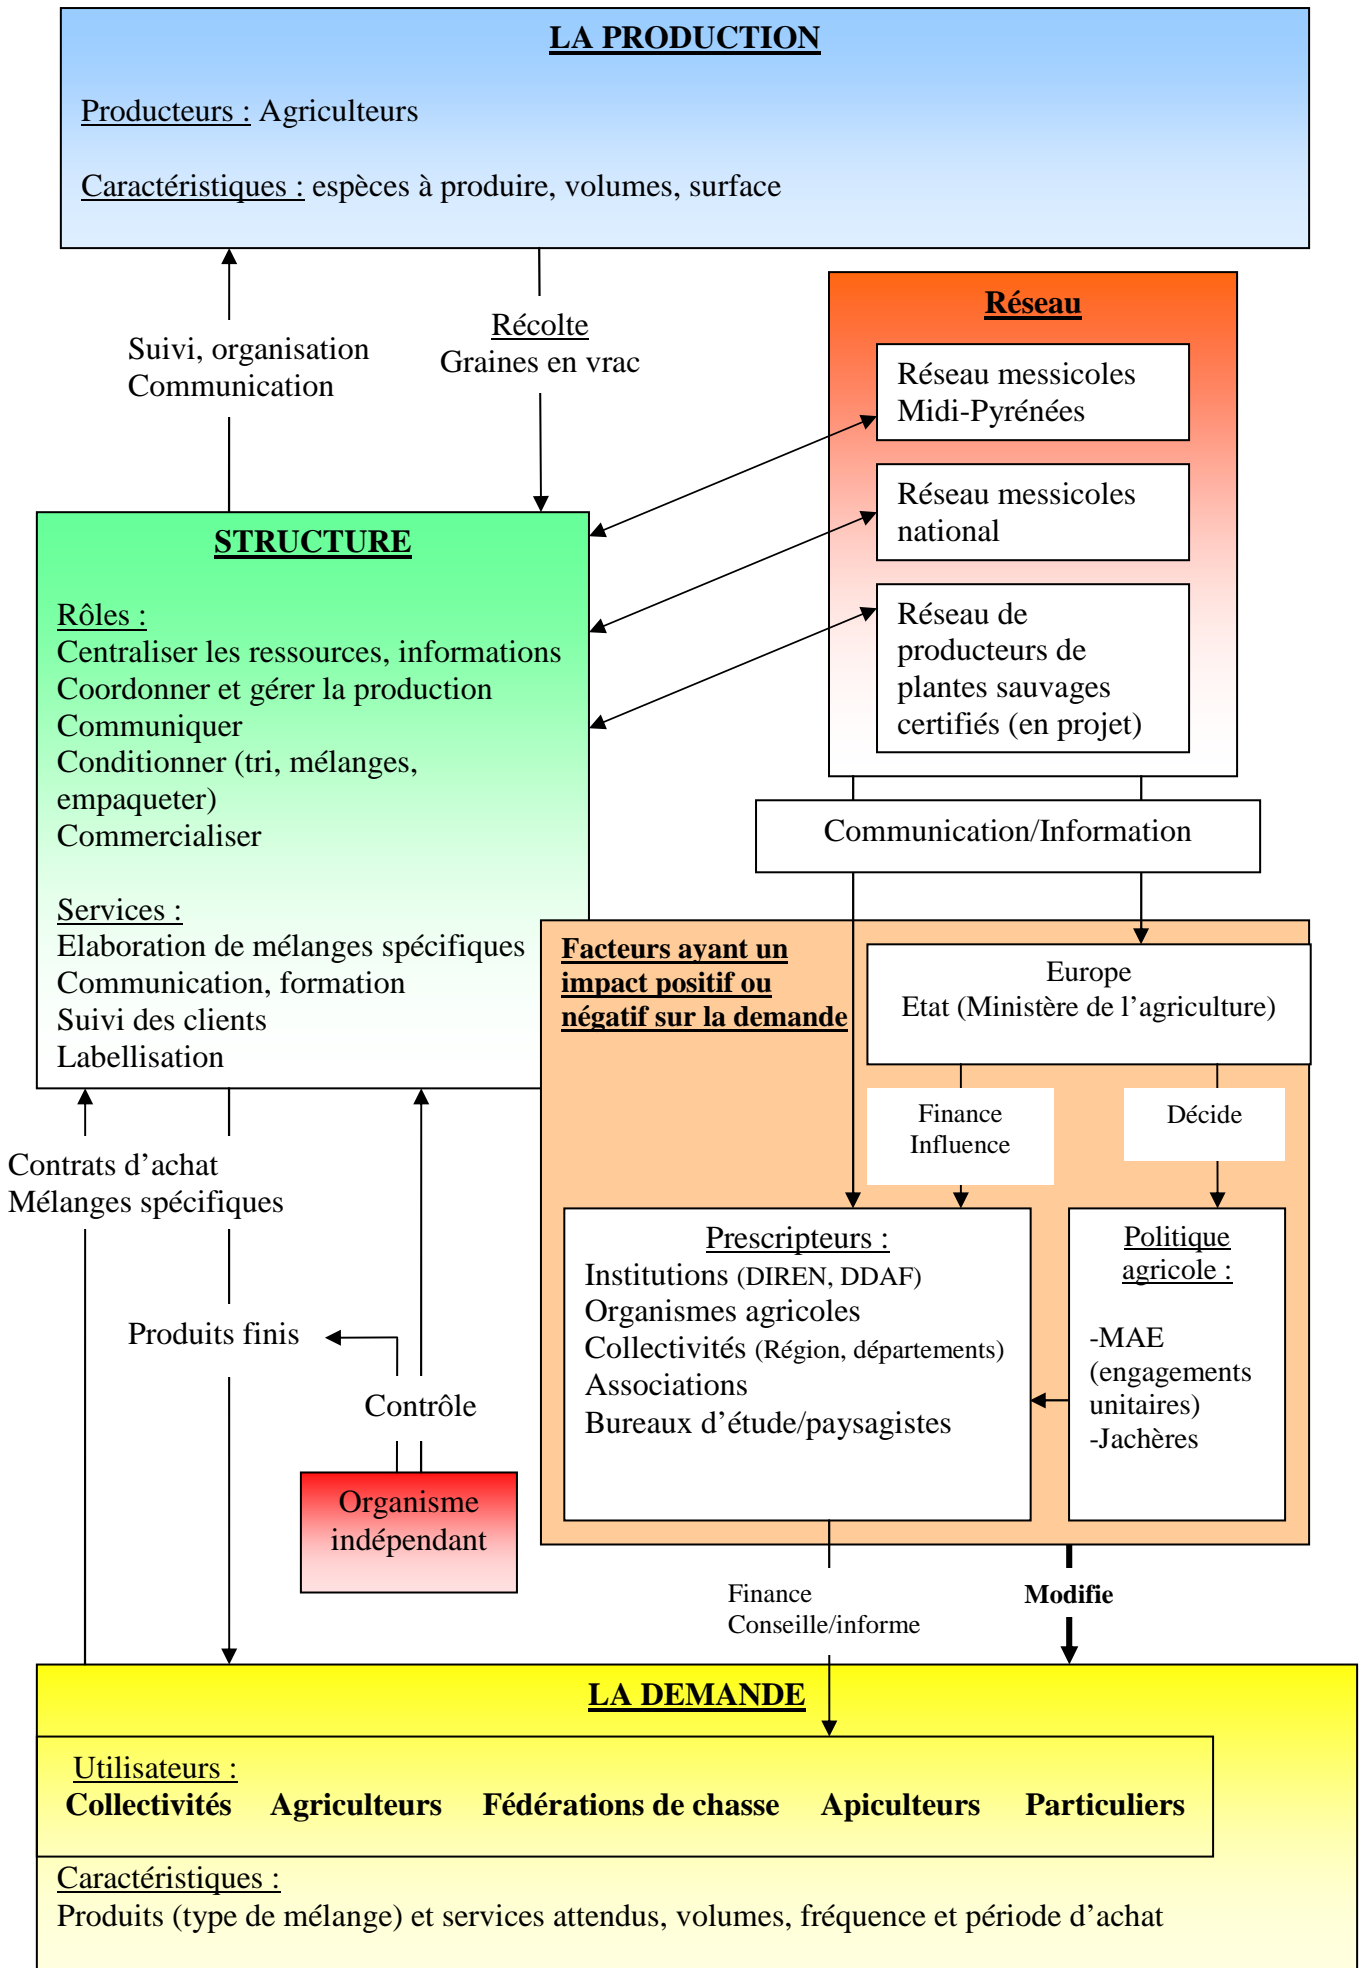 LA PRODUCTION
Producteurs : Agriculteurs
Caractéristiques : espèces à produire, volumes, surface
Suivi, organisation
Communication
Récolte
Graines en vrac
Réseau
Réseau messicoles
Midi-Pyrénées
Réseau messicoles
national
Réseau de
producteurs de
plantes sauvages
certifiés (en projet)
STRUCTURE
Rôles :
Centraliser les ressources, informations
Coordonner et gérer la production
Communiquer
Conditionner (tri, mélanges,
empaqueter)
Commercialiser
Services :
Elaboration de mélanges spécifiques
Communication, formation
Suivi des clients
Labellisation
Communication/Information
Facteurs ayant un
impact positif ou
négatif sur la demande
Europe
Etat (Ministère de l’agriculture)
Finance
Influence
Décide
Contrats d’achat
Mélanges spécifiques
Produits finis
Contrôle
Organisme
indépendant
Prescripteurs :
Institutions (DIREN, DDAF)
Organismes agricoles
Collectivités (Région, départements)
Associations
Bureaux d’étude/paysagistes
Politique
agricole :
-MAE
(engagements
unitaires)
-Jachères
Finance
Conseille/informe
Modifie
LA DEMANDE
Utilisateurs :
Collectivités Agriculteurs Fédérations de chasse Apiculteurs Particuliers
Caractéristiques :
Produits (type de mélange) et services attendus, volumes, fréquence et période d’achat